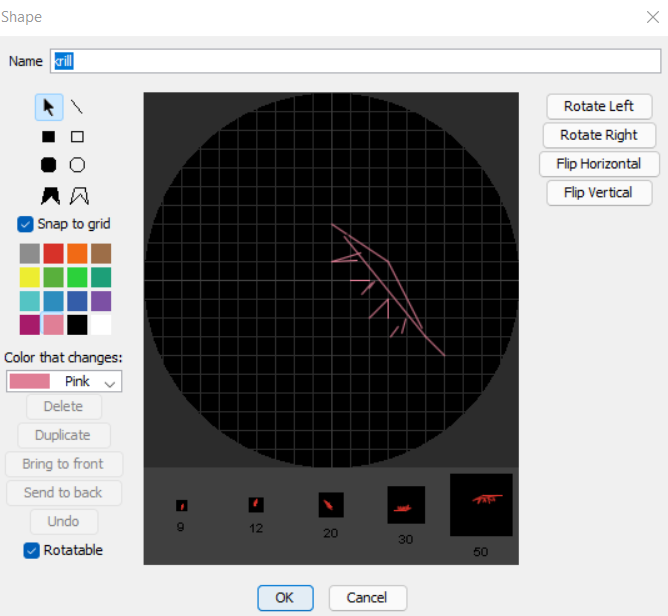 Shape
Name krill
Rotate Left
Rotate Right
Flip Horizontal
Flip Vertical
Snap to grid
Color that changes:
Pink
Delete
Duplicate
Bring to front
Send to back
Undo
Rotatable
9 12 20 30 50
OK Cancel